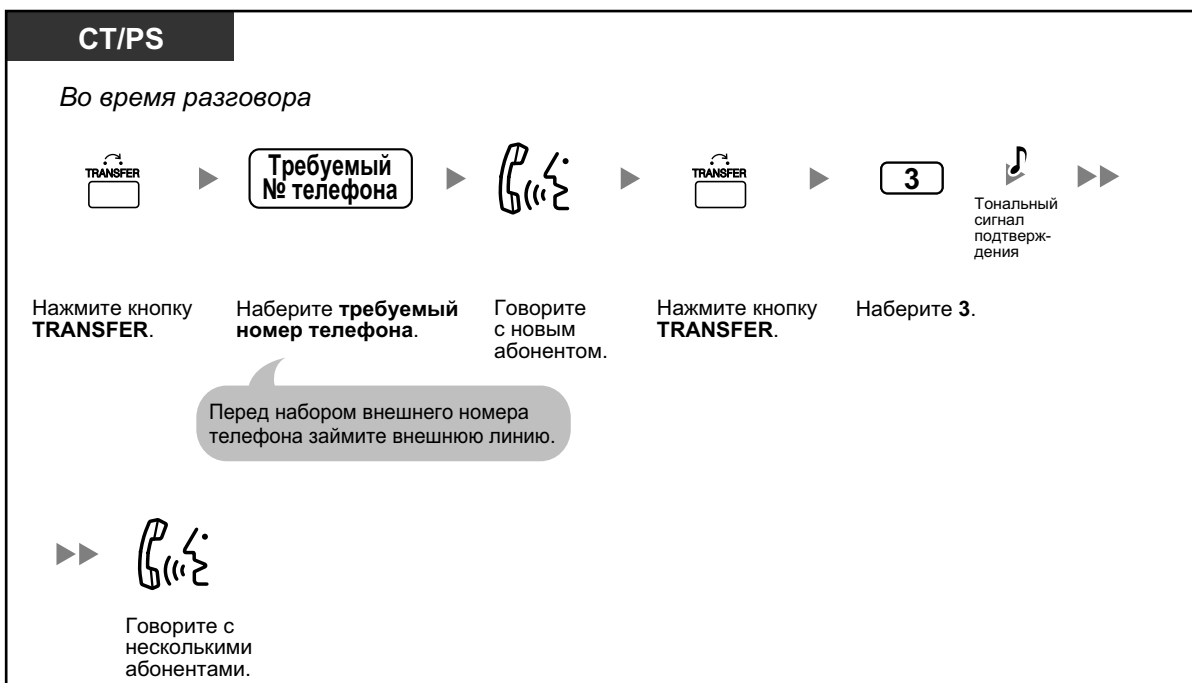 CT/PS
Во время разговора
TRANSFER
Требуемый
№ телефона
TRANSFER
3
Тональный
сигнал
подтверж-
дения
Нажмите кнопку
TRANSFER.
Наберите требуемый
номер телефона.
Говорите
с новым
абонентом.
Нажмите кнопку
TRANSFER.
Наберите 3.
Перед набором внешнего номера
телефона займите внешнюю линию.
Говорите с
несколькими
абонентами.